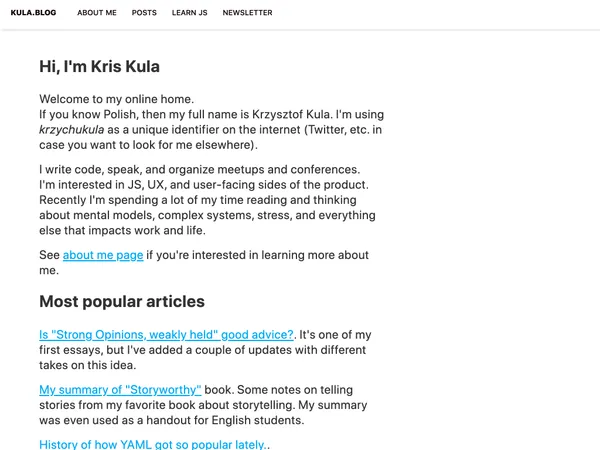 KULA.BLOG ABOUT ME POSTS LEARN JS NEWSLETTER
Hi, I'm Kris Kula
Welcome to my online home.
If you know Polish, then my full name is Krzysztof Kula. I'm using
krzychukula as a unique identifier on the internet (Twitter, etc. in
case you want to look for me elsewhere).
I write code, speak, and organize meetups and conferences.
I'm interested in JS, UX, and user-facing sides of the product.
Recently I'm spending a lot of my time reading and thinking
about mental models, complex systems, stress, and everything
else that impacts work and life.
See about me page if you're interested in learning more about
me.
Most popular articles
Is "Strong Opinions, weakly held" good advice?. It's one of my
first essays, but I've added a couple of updates with different
takes on this idea.
My summary of "Storyworthy" book. Some notes on telling
stories from my favorite book about storytelling. My summary
was even used as a handout for English students.
History of how YAML got so popular lately..